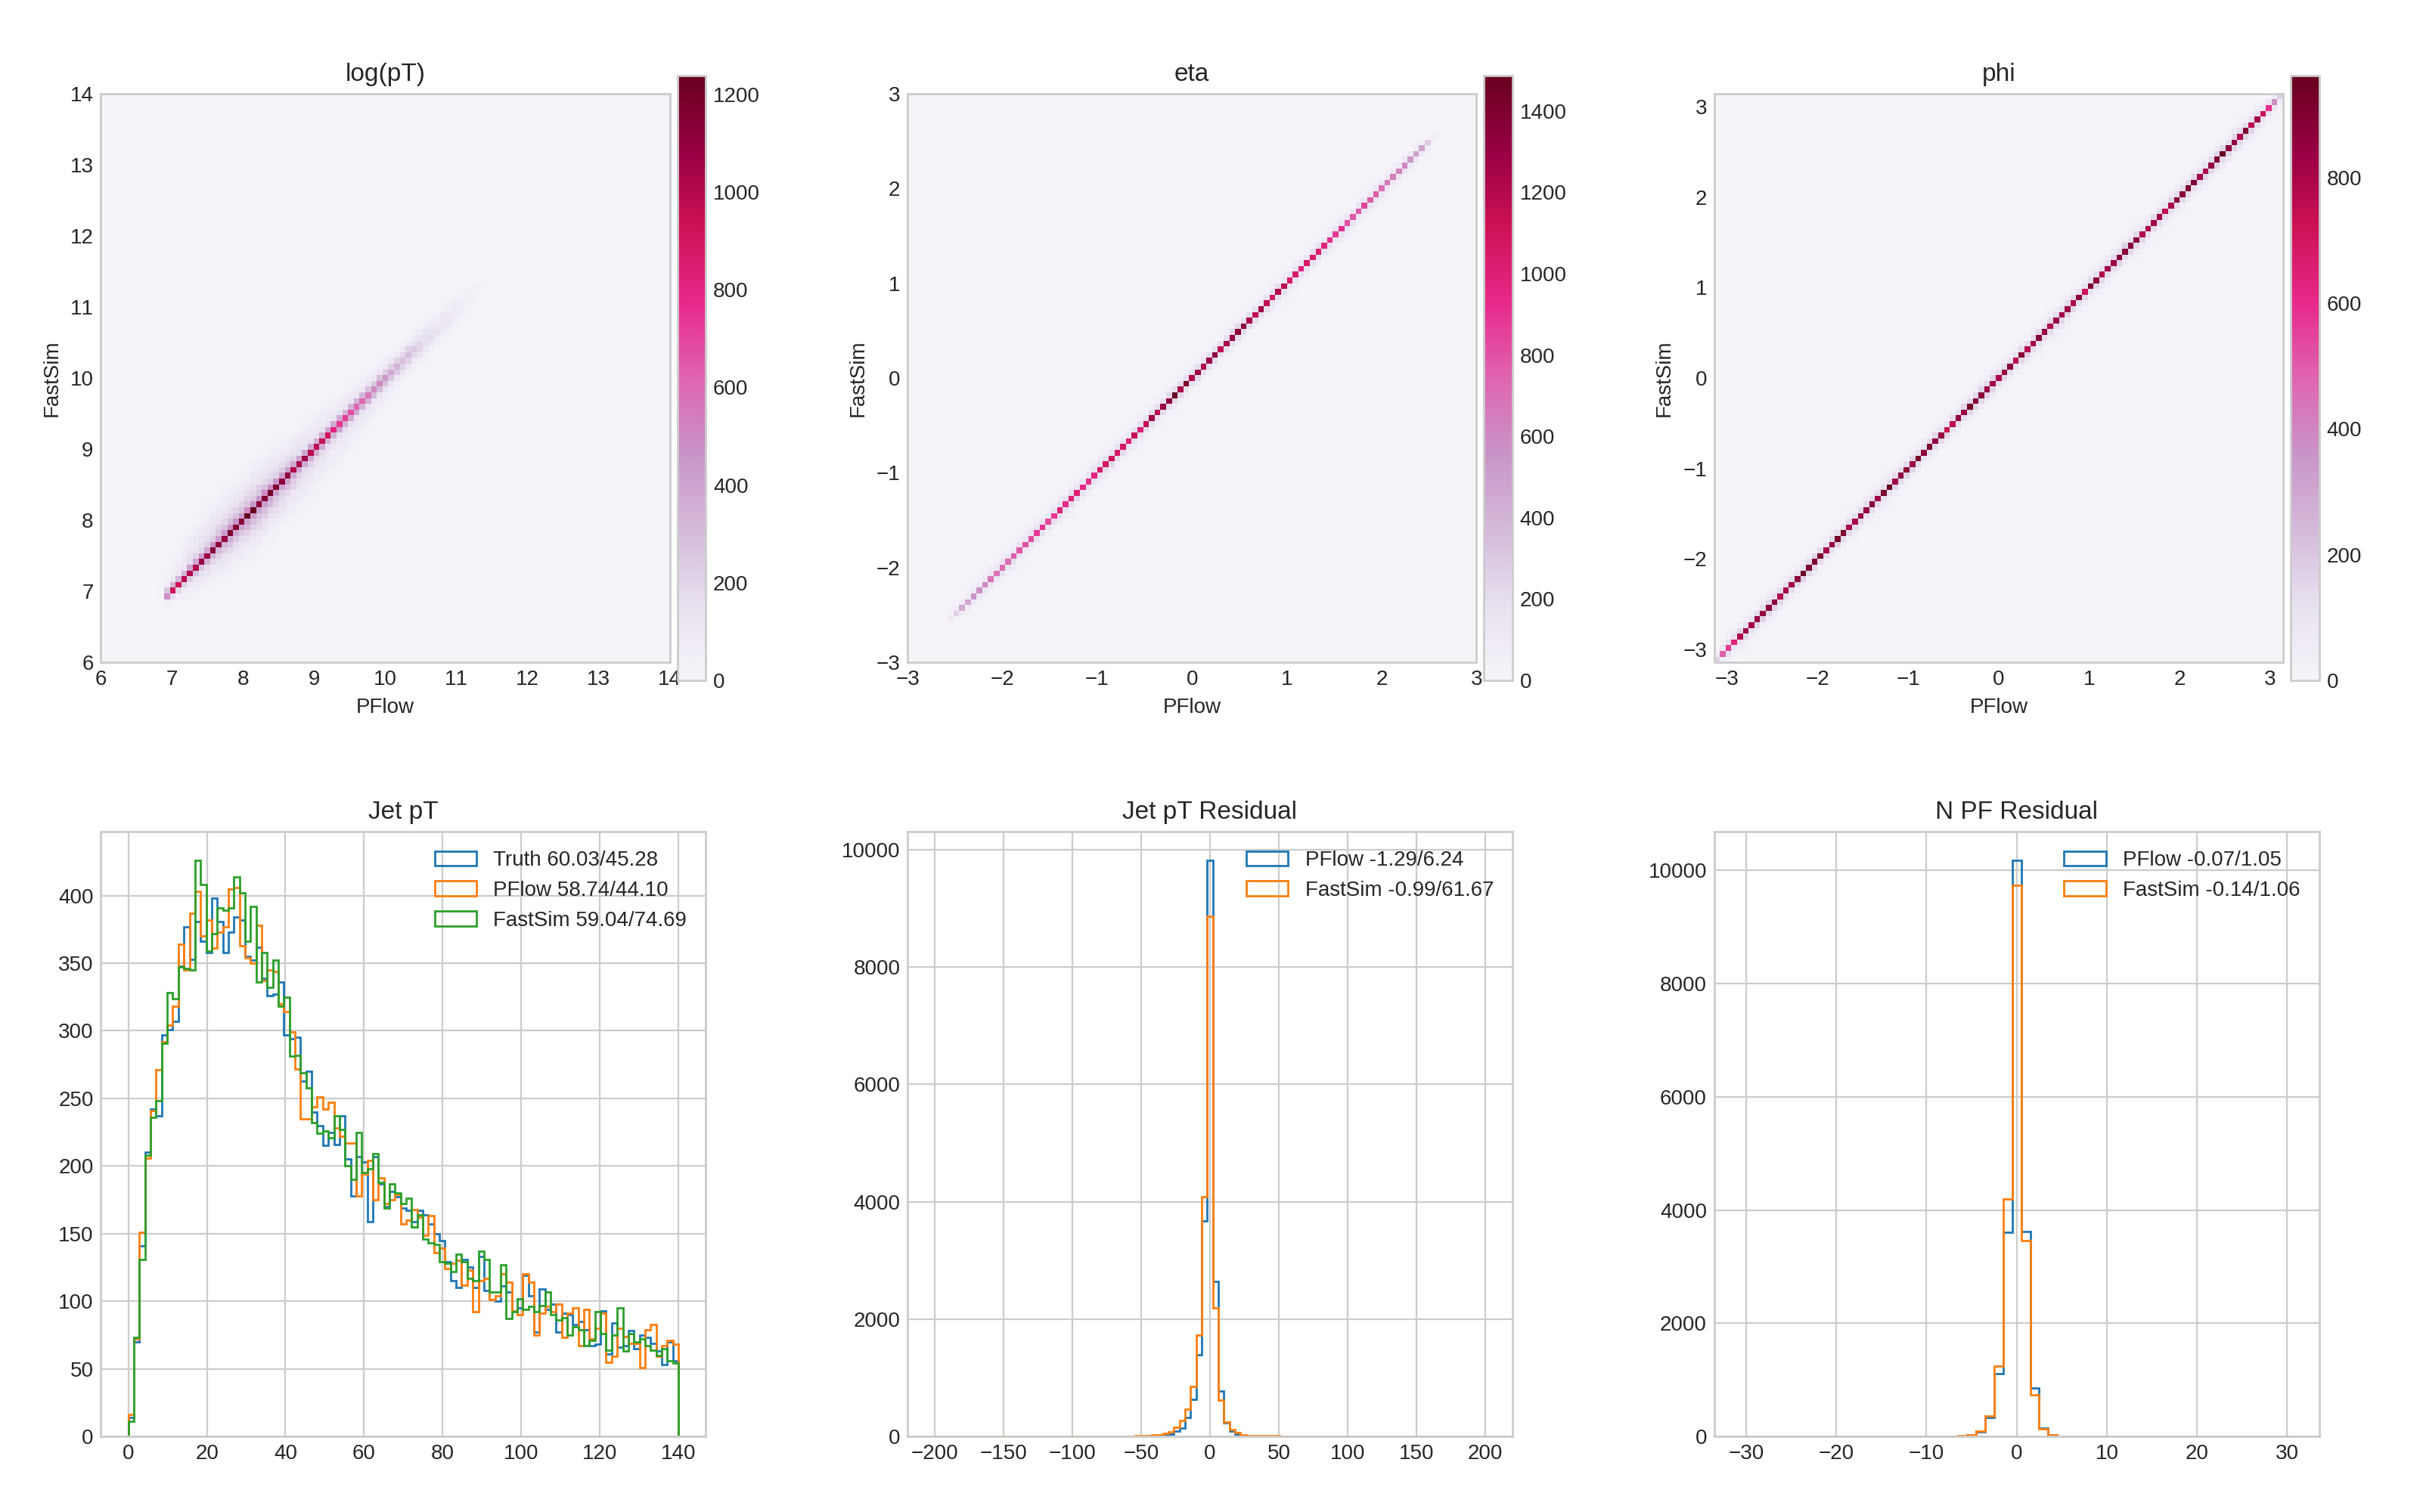 log(pT)
14
13
12
11
10
9
8
7
6
FastSim
6 7 8 9 10 11 12 13 14
PFlow
1200
1000
800
600
400
200
0
eta
3
2
1
0
−1
−2
−3
FastSim
−3 −2 −1 0 1 2 3
PFlow
1400
1200
1000
800
600
400
200
0
phi
3
2
1
0
−1
−2
−3
FastSim
−3 −2 −1 0 1 2 3
PFlow
800
600
400
200
0
Jet pT
Truth 60.03/45.28
PFlow 58.74/44.10
FastSim 59.04/74.69
400
350
300
250
200
150
100
50
0
0 20 40 60 80 100 120 140
Jet pT Residual
PFlow -1.29/6.24
FastSim -0.99/61.67
10000
8000
6000
4000
2000
0
−200 −150 −100 −50 0 50 100 150 200
N PF Residual
PFlow -0.07/1.05
FastSim -0.14/1.06
10000
8000
6000
4000
2000
0
−30 −20 −10 0 10 20 30